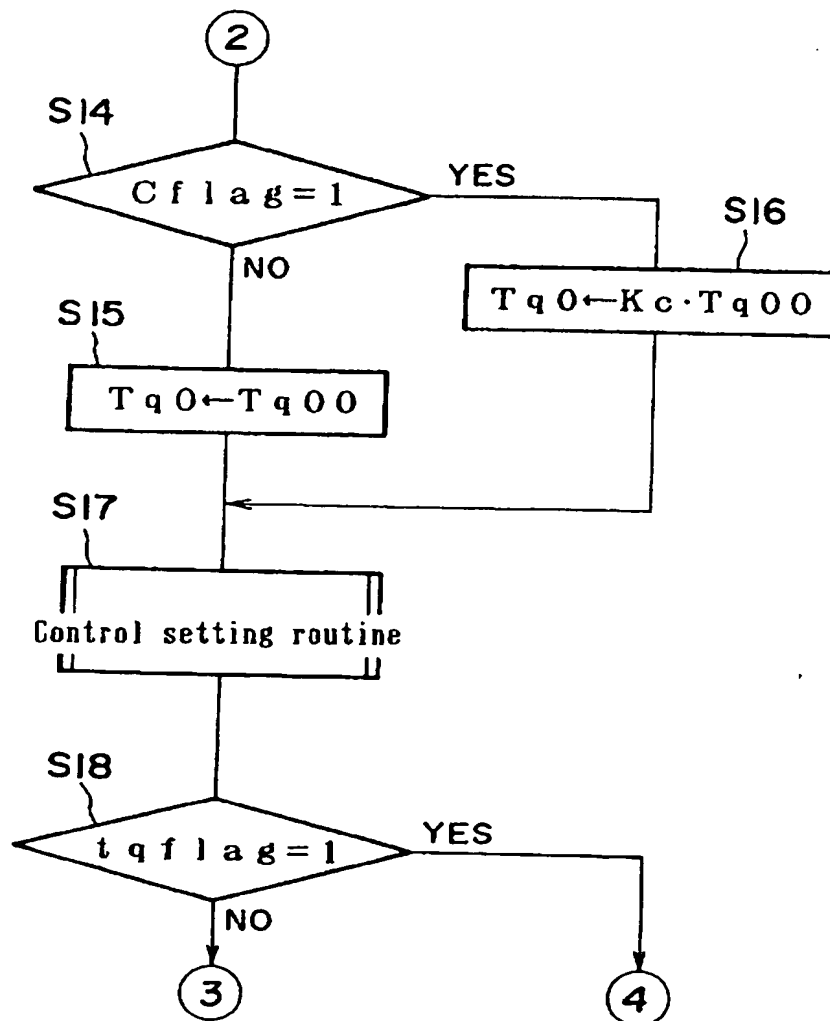 2
S14
Cflag=1
YES
NO
S16
Tq0←Kc·Tq00
S15
Tq0←Tq00
S17
Control setting routine
S18
tqflag=1
YES
NO
3
4